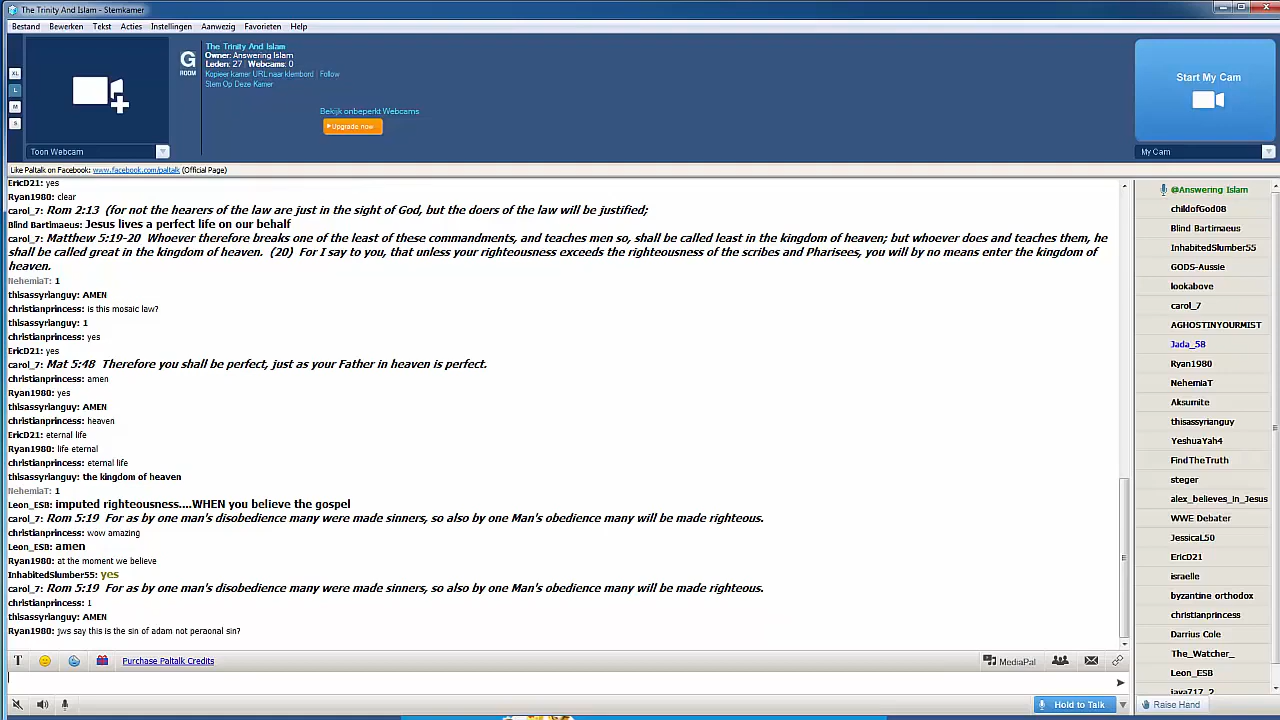 The Trinity And Islam - Stemkamer
Bestand Bewerken Tekst Acties Instellingen Aanwezig Favorieten Help
The Trinity And Islam
G ROOM
Owner: Answering Islam
Leden: 27 Webcams: 0
Kopieer kamer URL naar klembord | Follow
Stem Op Deze Kamer
Bekijk onbeperkt Webcams
Upgrade now
Start My Cam
XL
L
M
S
Toon Webcam
My Cam
Like Paltalk on Facebook: www.facebook.com/paltalk (Official Page)
EricD21: yes
Ryan1980: clear
carol_7: Rom 2:13 (for not the hearers of the law are just in the sight of God, but the doers of the law will be justified;
Blind Bartimaeus: Jesus lives a perfect life on our behalf
carol_7: Matthew 5:19-20 Whoever therefore breaks one of the least of these commandments, and teaches men so, shall be called least in the kingdom of heaven; but whoever does and teaches them, he
shall be called great in the kingdom of heaven. (20) For I say to you, that unless your righteousness exceeds the righteousness of the scribes and Pharisees, you will by no means enter the kingdom of
heaven.
NehemiaT: 1
thisassyrianguy: AMEN
christianprincess: is this mosaic law?
thisassyrianguy: 1
christianprincess: yes
EricD21: yes
carol_7: Mat 5:48 Therefore you shall be perfect, just as your Father in heaven is perfect.
christianprincess: amen
Ryan1980: yes
thisassyrianguy: AMEN
christianprincess: heaven
EricD21: eternal life
Ryan1980: life eternal
christianprincess: eternal life
thisassyrianguy: the kingdom of heaven
NehemiaT: 1
Leon_ESB: imputed righteousness....WHEN you believe the gospel
carol_7: Rom 5:19 For as by one man's disobedience many were made sinners, so also by one Man's obedience many will be made righteous.
christianprincess: wow amazing
Leon_ESB: amen
Ryan1980: at the moment we believe
InhabitedSlumber55: yes
carol_7: Rom 5:19 For as by one man's disobedience many were made sinners, so also by one Man's obedience many will be made righteous.
christianprincess: 1
thisassyrianguy: AMEN
Ryan1980: jws say this is the sin of adam not peraonal sin?
@Answering Islam
childofGod08
Blind Bartimaeus
InhabitedSlumber55
GODS-Aussie
lookabove
carol_7
AGHOSTINYOURMIST
Jada_58
Ryan1980
NehemiaT
Aksumite
thisassyrianguy
YeshuaYah4
FindTheTruth
steger
alex_believes_in_Jesus
WWE Debater
JessicaL50
EricD21
israelle
byzantine orthodox
christianprincess
Darrius Cole
The_Watcher_
Leon_ESB
java717_2
T Purchase Paltalk Credits
MediaPal
Hold to Talk
Raise Hand